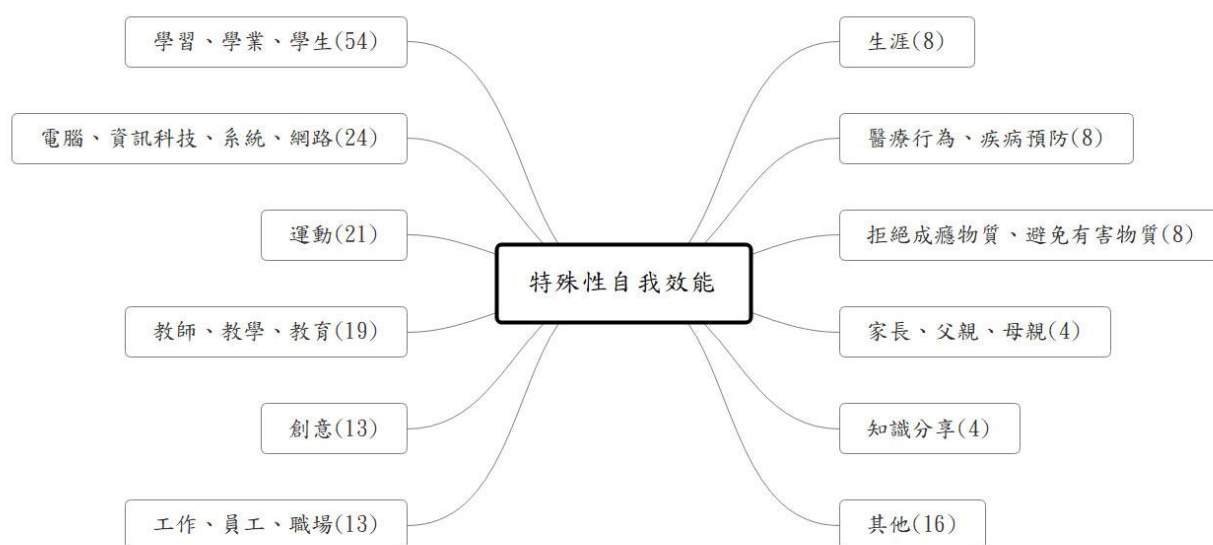 學習、學業、學生(54)
電腦、資訊科技、系統、網路(24)
運動(21)
教師、教學、教育(19)
創意(13)
工作、員工、職場(13)
特殊性自我效能
生涯(8)
醫療行為、疾病預防(8)
拒絕成癮物質、避免有害物質(8)
家長、父親、母親(4)
知識分享(4)
其他(16)